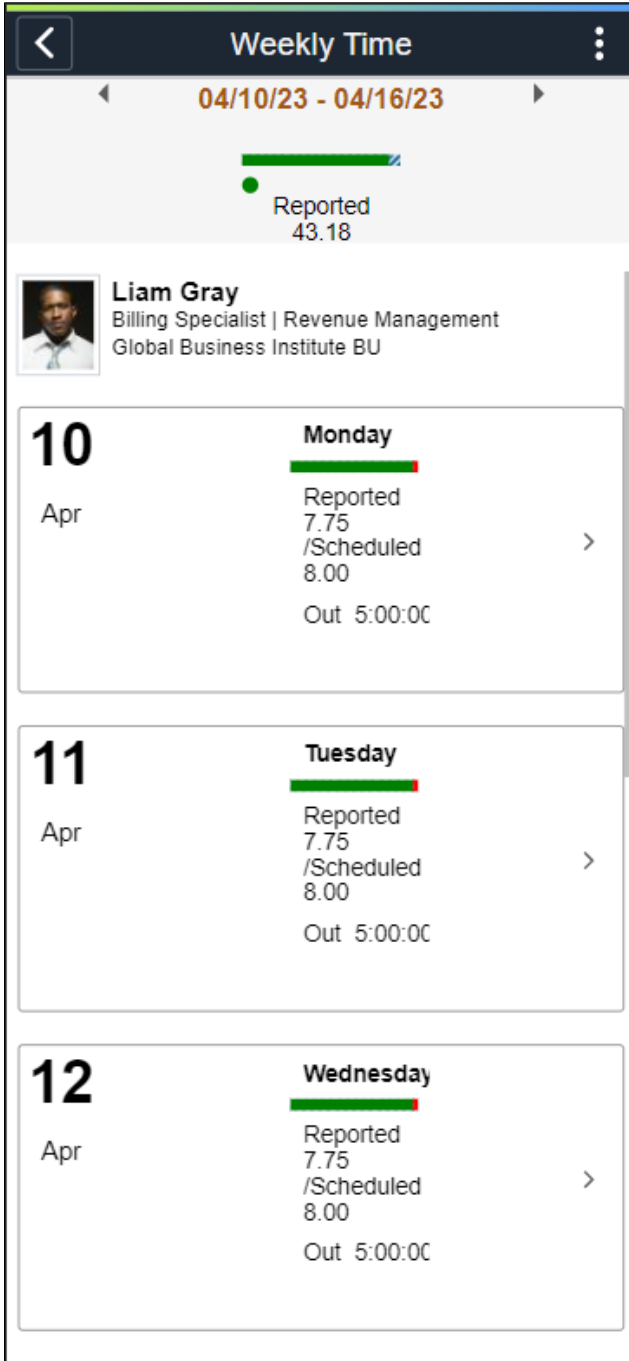 Weekly Time
04/10/23 - 04/16/23
Reported
43.18
Liam Gray
Billing Specialist | Revenue Management
Global Business Institute BU
10
Monday
Apr
Reported
7.75
/Scheduled
8.00
Out 5:00:00
11
Tuesday
Apr
Reported
7.75
/Scheduled
8.00
Out 5:00:00
12
Wednesday
Apr
Reported
7.75
/Scheduled
8.00
Out 5:00:00